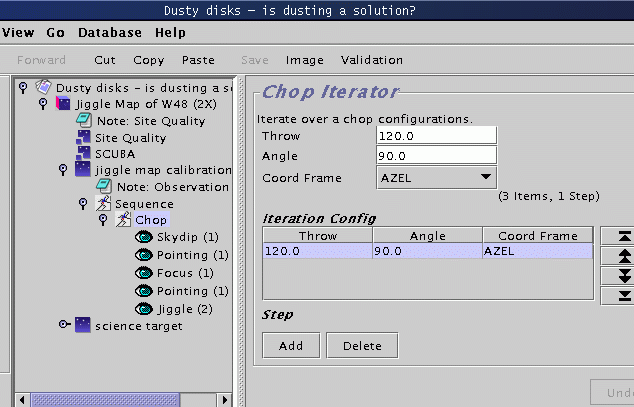 Dusty disks – is dusting a solution?
View Go Database Help
Forward Cut Copy Paste Save Image Validation
Dusty disks – is dusting a s
Jiggle Map of W48 (2X)
Note: Site Quality
Site Quality
SCUBA
jiggle map calibration
Note: Observation
Sequence
Chop
Skydip (1)
Pointing (1)
Focus (1)
Pointing (1)
Jiggle (2)
science target
Chop Iterator
Iterate over a chop configurations.
Throw 120.0
Angle 90.0
Coord Frame AZEL
(3 Items, 1 Step)
Iteration Config
Throw Angle Coord Frame
120.0 90.0 AZEL
Step
Add Delete
Undo